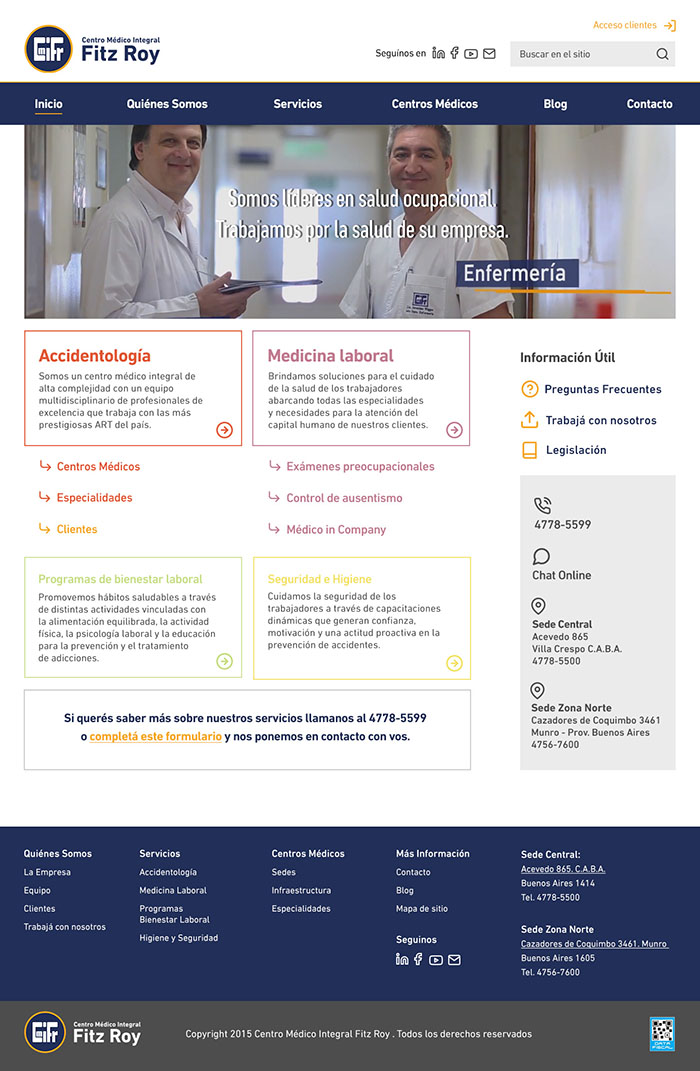 Acceso clientes
CiFr
Centro Médico Integral
Fitz Roy
Seguínos en
Buscar en el sitio
Inicio
Quiénes Somos
Servicios
Centros Médicos
Blog
Contacto
Somos líderes en salud ocupacional.
Trabajamos por la salud de su empresa.
Enfermería
Accidentología
Somos un centro médico integral de
alta complejidad con un equipo
multidisciplinario de profesionales de
excelencia que trabaja con las más
prestigiosas ART del país.
Medicina laboral
Brindamos soluciones para el cuidado
de la salud de los trabajadores
abarcando todas las especialidades
y necesidades para la atención del
capital humano de nuestros clientes.
Centros Médicos
Especialidades
Clientes
Exámenes preocupacionales
Control de ausentismo
Médico in Company
Programas de bienestar laboral
Promovemos hábitos saludables a través
de distintas actividades vinculadas con
la alimentación equilibrada, la actividad
física, la psicología laboral y la educación
para la prevención y el tratamiento
de adicciones.
Seguridad e Higiene
Cuidamos la seguridad de los
trabajadores a través de capacitaciones
dinámicas que generan confianza,
motivación y una actitud proactiva en la
prevención de accidentes.
Si querés saber más sobre nuestros servicios llamanos al 4778-5599
o completá este formulario y nos ponemos en contacto con vos.
Información Útil
Preguntas Frecuentes
Trabajá con nosotros
Legislación
4778-5599
Chat Online
Sede Central
Acevedo 865
Villa Crespo C.A.B.A.
4778-5500
Sede Zona Norte
Cazadores de Coquimbo 3461
Munro - Prov. Buenos Aires
4756-7600
Quiénes Somos
La Empresa
Equipo
Clientes
Trabajá con nosotros
Servicios
Accidentología
Medicina Laboral
Programas
Bienestar Laboral
Higiene y Seguridad
Centros Médicos
Sedes
Infraestructura
Especialidades
Más Información
Contacto
Blog
Mapa de sitio
Seguinos
Sede Central:
Acevedo 865, C.A.B.A.
Buenos Aires 1414
Tel. 4778-5500
Sede Zona Norte
Cazadores de Coquimbo 3461, Munro
Buenos Aires 1605
Tel. 4756-7600
CiFr
Centro Médico Integral
Fitz Roy
Copyright 2015 Centro Médico Integral Fitz Roy . Todos los derechos reservados
DATA
FISCAL